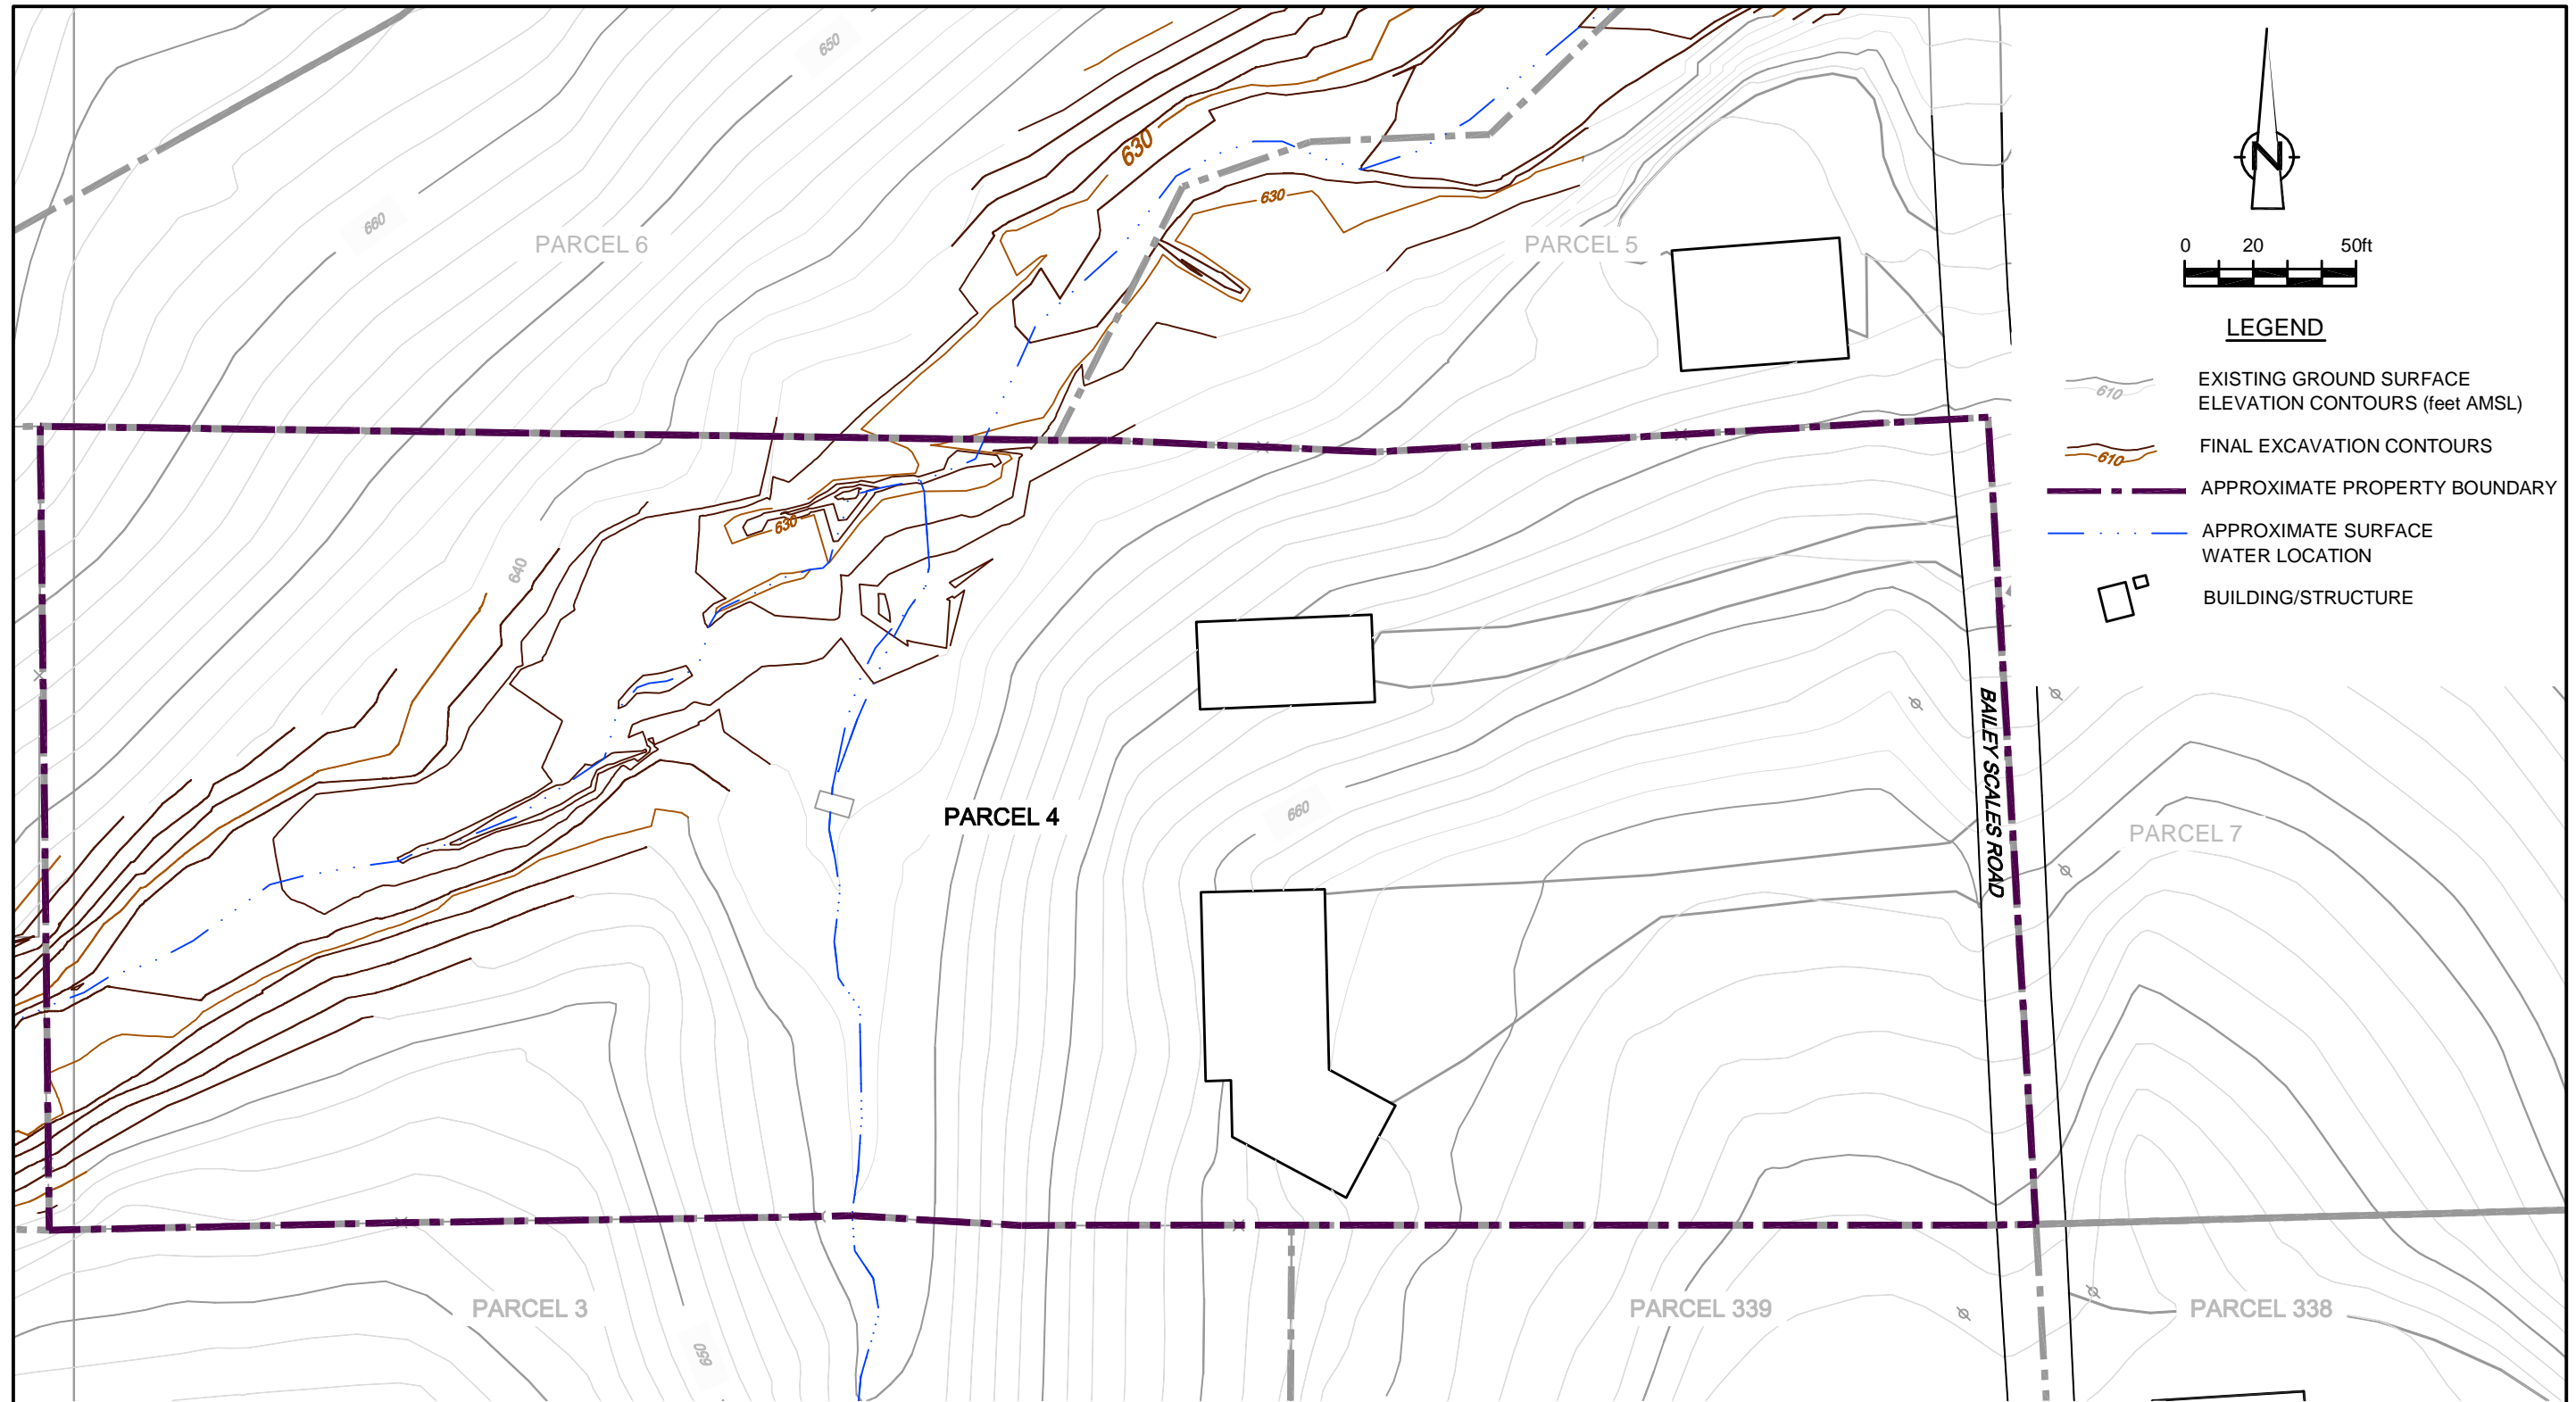 650
630
660
PARCEL 6
630
PARCEL 5
N
0 20 50ft
LEGEND
610
EXISTING GROUND SURFACE
ELEVATION CONTOURS (feet AMSL)
610
FINAL EXCAVATION CONTOURS
APPROXIMATE PROPERTY BOUNDARY
APPROXIMATE SURFACE
WATER LOCATION
BUILDING/STRUCTURE
630
640
660
PARCEL 4
BAILEY SCALES ROAD
PARCEL 7
PARCEL 3
650
PARCEL 339
PARCEL 338